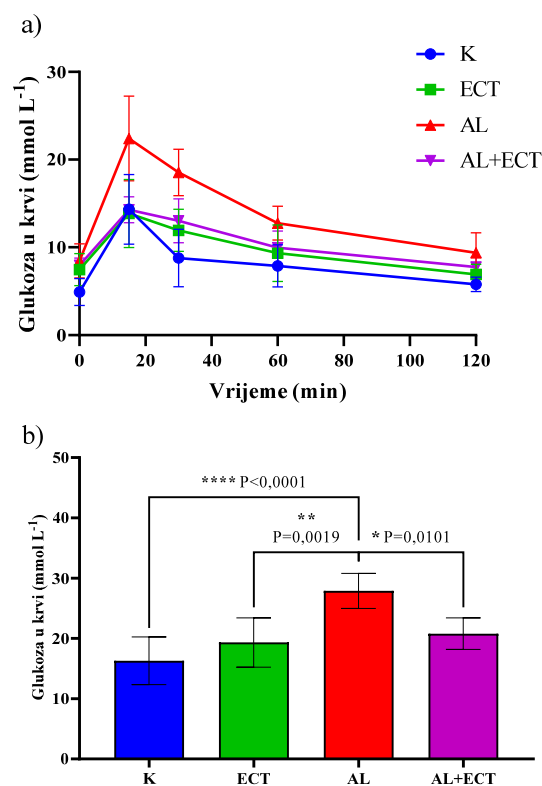 a)
K
ECT
AL
AL+ECT
Glukoza u krvi (mmol L-1)
30
20
10
0
0 20 40 60 80 100 120
Vrijeme (min)
b)
Glukoza u krvi (mmol L-1)
50
40
30
20
10
0
**** P<0,0001
**
P=0,0019
* P=0,0101
K ECT AL AL+ECT